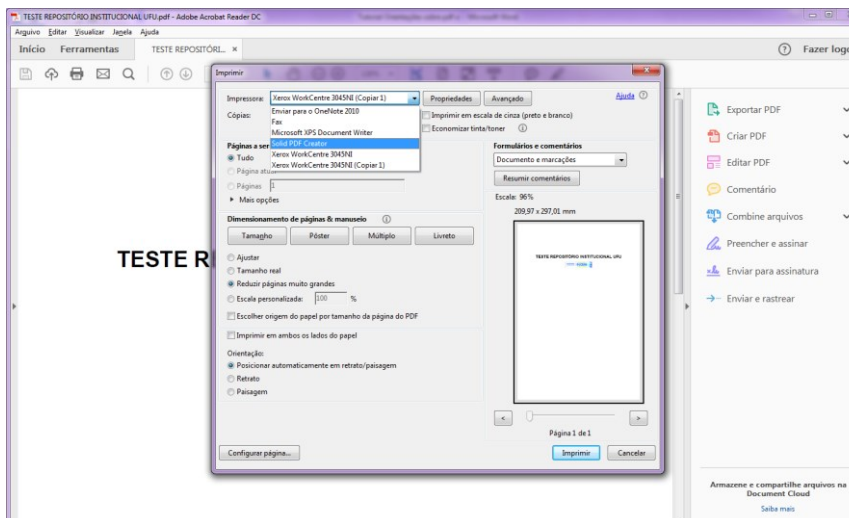 TESTE REPOSITÓRIO INSTITUCIONAL UFU.pdf - Adobe Acrobat Reader DC
Arquivo Editar Visualizar Janela Ajuda
Início Ferramentas TESTE REPOSITÓRI... × Fazer logo
Imprimir
Impressora: Xerox WorkCentre 3045NI (Copiar 1) Propriedades Avançado Ajuda
Enviar para o OneNote 2010
Fax
Microsoft XPS Document Writer
Solid PDF Creator
Xerox WorkCentre 3045NI
Xerox WorkCentre 3045NI (Copiar 1)
Cópias: Imprimir em escala de cinza (preto e branco)
Economizar tinta/toner
Páginas a ser
Tudo
Página atual
Páginas 1
Mais opções
Formulários e comentários
Documento e marcações
Resumir comentários
Escala: 96%
209,97 x 297,01 mm
TESTE REPOSITÓRIO INSTITUCIONAL UFU
Dimensionamento de páginas & manuseio
Tamanho Pôster Múltiplo Livreto
Ajustar
Tamanho real
Reduzir páginas muito grandes
Escala personalizada: 100 %
Escolher origem do papel por tamanho da página do PDF
Imprimir em ambos os lados do papel
Orientação:
Posicionar automaticamente em retrato/paisagem
Retrato
Paisagem
< >
Página 1 de 1
Configurar página... Imprimir Cancelar
TESTE R
Exportar PDF
Criar PDF
Editar PDF
Comentário
Combine arquivos
Preencher e assinar
Enviar para assinatura
Enviar e rastrear
Armazene e compartilhe arquivos na
Document Cloud
Saiba mais